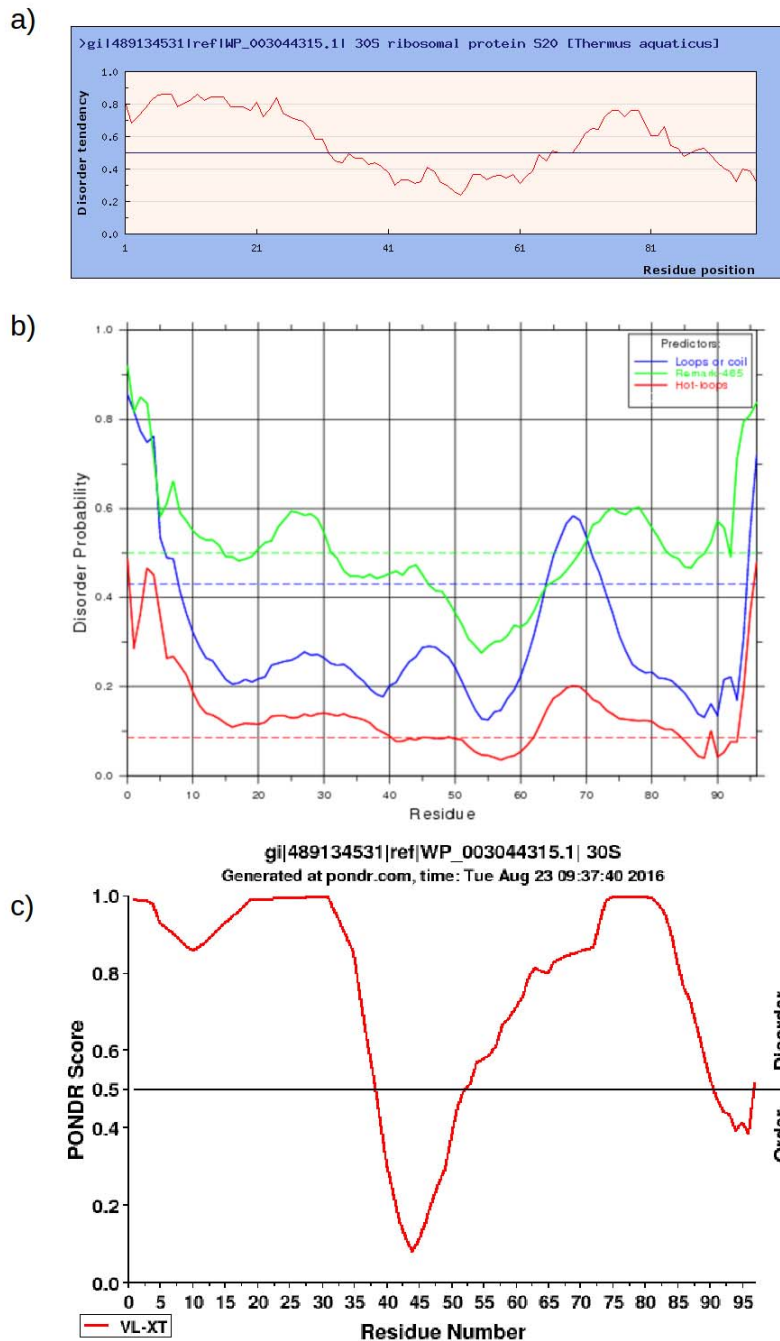 a)
>gi|489134531|ref|WP_003044315.1| 30S ribosomal protein S20 [Thermus aquaticus]
Disorder tendency
1.0
0.8
0.6
0.4
0.2
0.0
1 21 41 61 81
Residue position
b)
Predictors:
Loops or coil
Remark-465
Hot-loops
Disorder Probability
1.0
0.8
0.6
0.4
0.2
0.0
0 10 20 30 40 50 60 70 80 90
Residue
gi|489134531|ref|WP_003044315.1| 30S
Generated at pondr.com, time: Tue Aug 23 09:37:40 2016
c)
PONDR Score
1.0
0.8
0.6
0.5
0.4
0.2
0.0
Disorder
Order
0 5 10 15 20 25 30 35 40 45 50 55 60 65 70 75 80 85 90 95
VL-XT
Residue Number